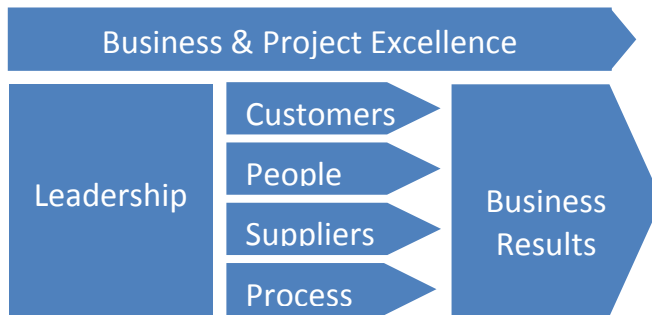 Business & Project Excellence
Leadership
Customers
People
Suppliers
Process
Business
Results